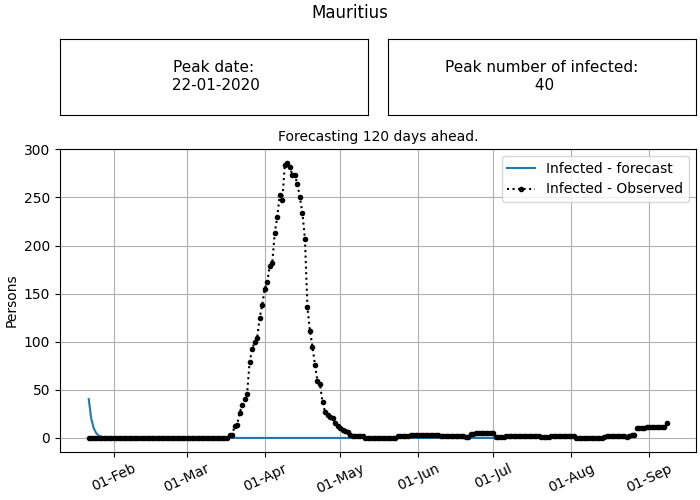 Mauritius
Peak date:
22-01-2020
Peak number of infected:
40
Forecasting 120 days ahead.
Infected - forecast
Infected - Observed
Persons
300
250
200
150
100
50
0
01-Feb
01-Mar
01-Apr
01-May
01-Jun
01-Jul
01-Aug
01-Sep